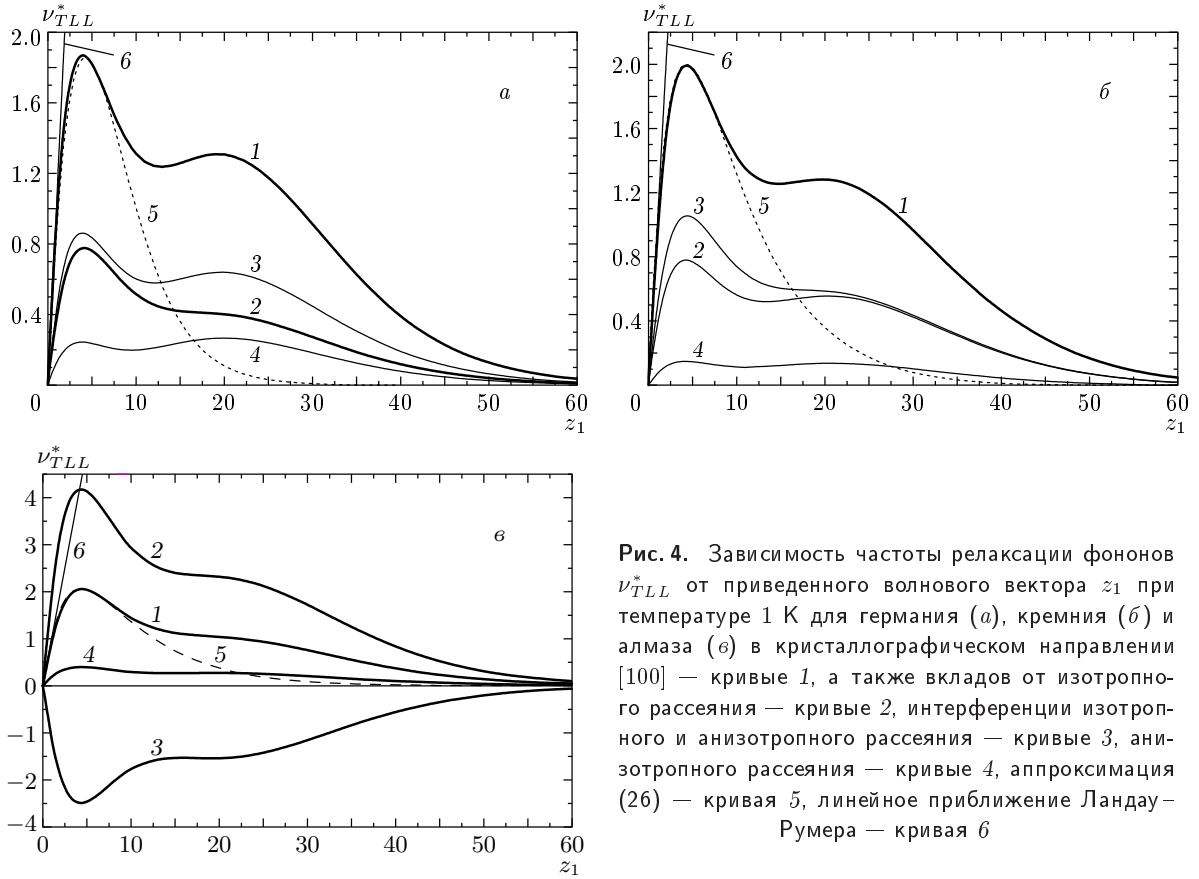 ν*TLL
2.0
1.6
1.2
0.8
0.4
0 10 20 30 40 50 60
z1
6
a
1
5
3
2
4
ν*TLL
2.0
1.6
1.2
0.8
0.4
0 10 20 30 40 50 60
z1
6
б
3
5
1
2
4
ν*TLL
4
3
2
1
0
−1
−2
−3
−4
0 10 20 30 40 50 60
z1
в
6
2
1
4
5
3
Рис. 4. Зависимость частоты релаксации фононов
ν*TLL от приведенного волнового вектора z1 при
температуре 1 К для германия (а), кремния (б) и
алмаза (в) в кристаллографическом направлении
[100] — кривые 1, а также вкладов от изотропно-
го рассеяния — кривые 2, интерференции изотроп-
ного и анизотропного рассеяния — кривые 3, ани-
зотропного рассеяния — кривые 4, аппроксимация
(26) — кривая 5, линейное приближение Ландау–
Румера — кривая 6